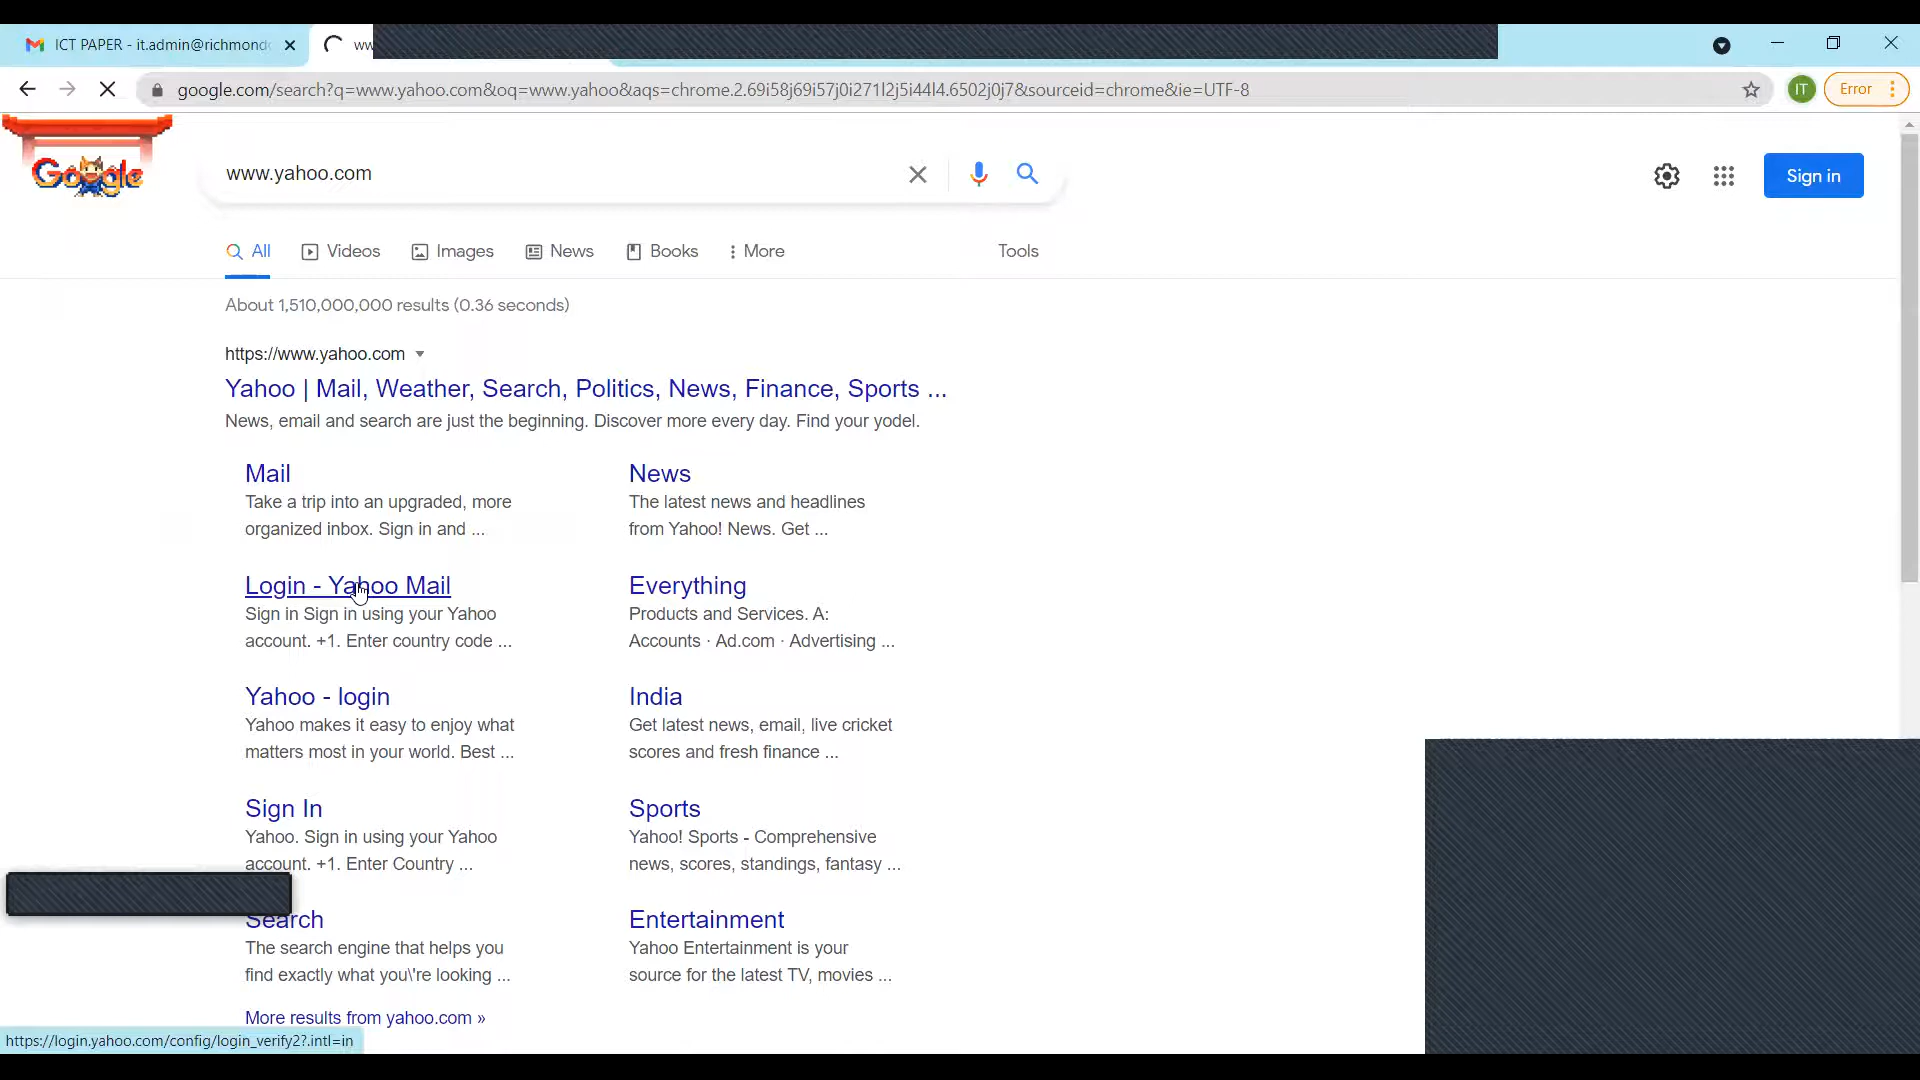 ICT PAPER - it.admin@richmond
ww
google.com/search?q=www.yahoo.com&oq=www.yahoo&aqs=chrome.2.69i58j69i57j0i271l2j5i44l4.6502j0j7&sourceid=chrome&ie=UTF-8
IT
Error
Google
www.yahoo.com
Sign in
All
Videos
Images
News
Books
More
Tools
About 1,510,000,000 results (0.36 seconds)
https://www.yahoo.com
Yahoo | Mail, Weather, Search, Politics, News, Finance, Sports ...
News, email and search are just the beginning. Discover more every day. Find your yodel.
Mail
Take a trip into an upgraded, more
organized inbox. Sign in and ...
News
The latest news and headlines
from Yahoo! News. Get ...
Login - Yahoo Mail
Sign in Sign in using your Yahoo
account. +1. Enter country code ...
Everything
Products and Services. A:
Accounts · Ad.com · Advertising ...
Yahoo - login
Yahoo makes it easy to enjoy what
matters most in your world. Best ...
India
Get latest news, email, live cricket
scores and fresh finance ...
Sign In
Yahoo. Sign in using your Yahoo
account. +1. Enter Country ...
Sports
Yahoo! Sports - Comprehensive
news, scores, standings, fantasy ...
Search
The search engine that helps you
find exactly what you\'re looking ...
Entertainment
Yahoo Entertainment is your
source for the latest TV, movies ...
More results from yahoo.com »
https://login.yahoo.com/config/login_verify2?.intl=in